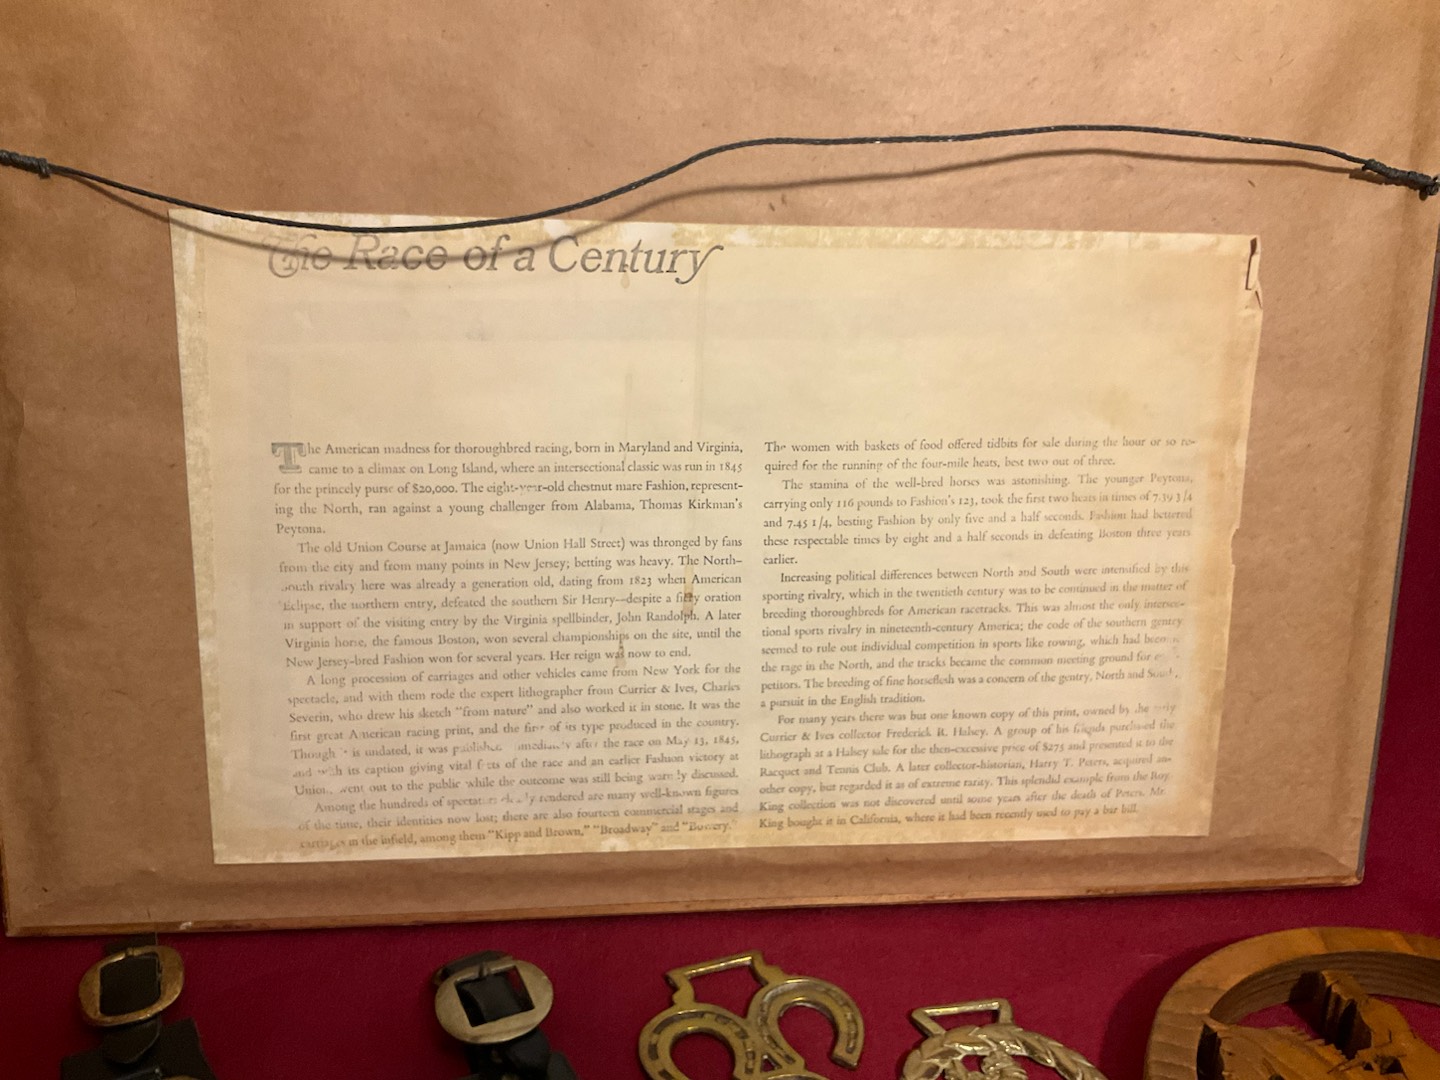 The Race of a Century
The American madness for thoroughbred racing, born in Maryland and Virginia,
came to a climax on Long Island, where an intersectional classic was run in 1845
for the princely purse of $20,000. The eight-year-old chestnut mare Fashion, represent-
ing the North, ran against a young challenger from Alabama, Thomas Kirkman's
Peytona.
The old Union Course at Jamaica (now Union Hall Street) was thronged by fans
from the city and from many points in New Jersey; betting was heavy. The North-
South rivalry here was already a generation old, dating from 1823 when American
Eclipse, the northern entry, defeated the southern Sir Henry—despite a fiery oration
in support of the visiting entry by the Virginia spellbinder, John Randolph. A later
Virginia horse, the famous Boston, won several championships on the site, until the
New Jersey-bred Fashion won for several years. Her reign was now to end.
A long procession of carriages and other vehicles came from New York for the
spectacle, and with them rode the expert lithographer from Currier & Ives, Charles
Severin, who drew his sketch "from nature" and also worked it in stone. It was the
first great American racing print, and the first of its type produced in the country.
Though it is undated, it was published immediately after the race on May 13, 1845,
and with its caption giving vital facts of the race and an earlier Fashion victory at
Union, went out to the public while the outcome was still being warmly discussed.
Among the hundreds of spectators clearly rendered are many well-known figures
of the time, their identities now lost; there are also fourteen commercial stages and
carriages in the infield, among them "Kipp and Brown," "Broadway" and "Bowery."
The women with baskets of food offered tidbits for sale during the hour or so re-
quired for the running of the four-mile heats, best two out of three.
The stamina of the well-bred horses was astonishing. The younger Peytona,
carrying only 116 pounds to Fashion's 123, took the first two heats in times of 7.39 3/4
and 7.45 1/4, besting Fashion by only five and a half seconds. Fashion had bettered
these respectable times by eight and a half seconds in defeating Boston three years
earlier.
Increasing political differences between North and South were intensified by this
sporting rivalry, which in the twentieth century was to be continued in the matter of
breeding thoroughbreds for American racetracks. This was almost the only intersec-
tional sports rivalry in nineteenth-century America; the code of the southern gentry
seemed to rule out individual competition in sports like rowing, which had been
the rage in the North, and the tracks became the common meeting ground for
petitors. The breeding of fine horseflesh was a concern of the gentry, North and South,
a pursuit in the English tradition.
For many years there was but one known copy of this print, owned by the early
Currier & Ives collector Frederick R. Halsey. A group of his friends purchased the
lithograph at a Halsey sale for the then-excessive price of $275 and presented it to the
Racquet and Tennis Club. A later collector-historian, Harry T. Peters, acquired an-
other copy, but regarded it as of extreme rarity. This splendid example from the Roy
King collection was not discovered until some years after the death of Peters. Mr.
King bought it in California, where it had been recently used to pay a bar bill.